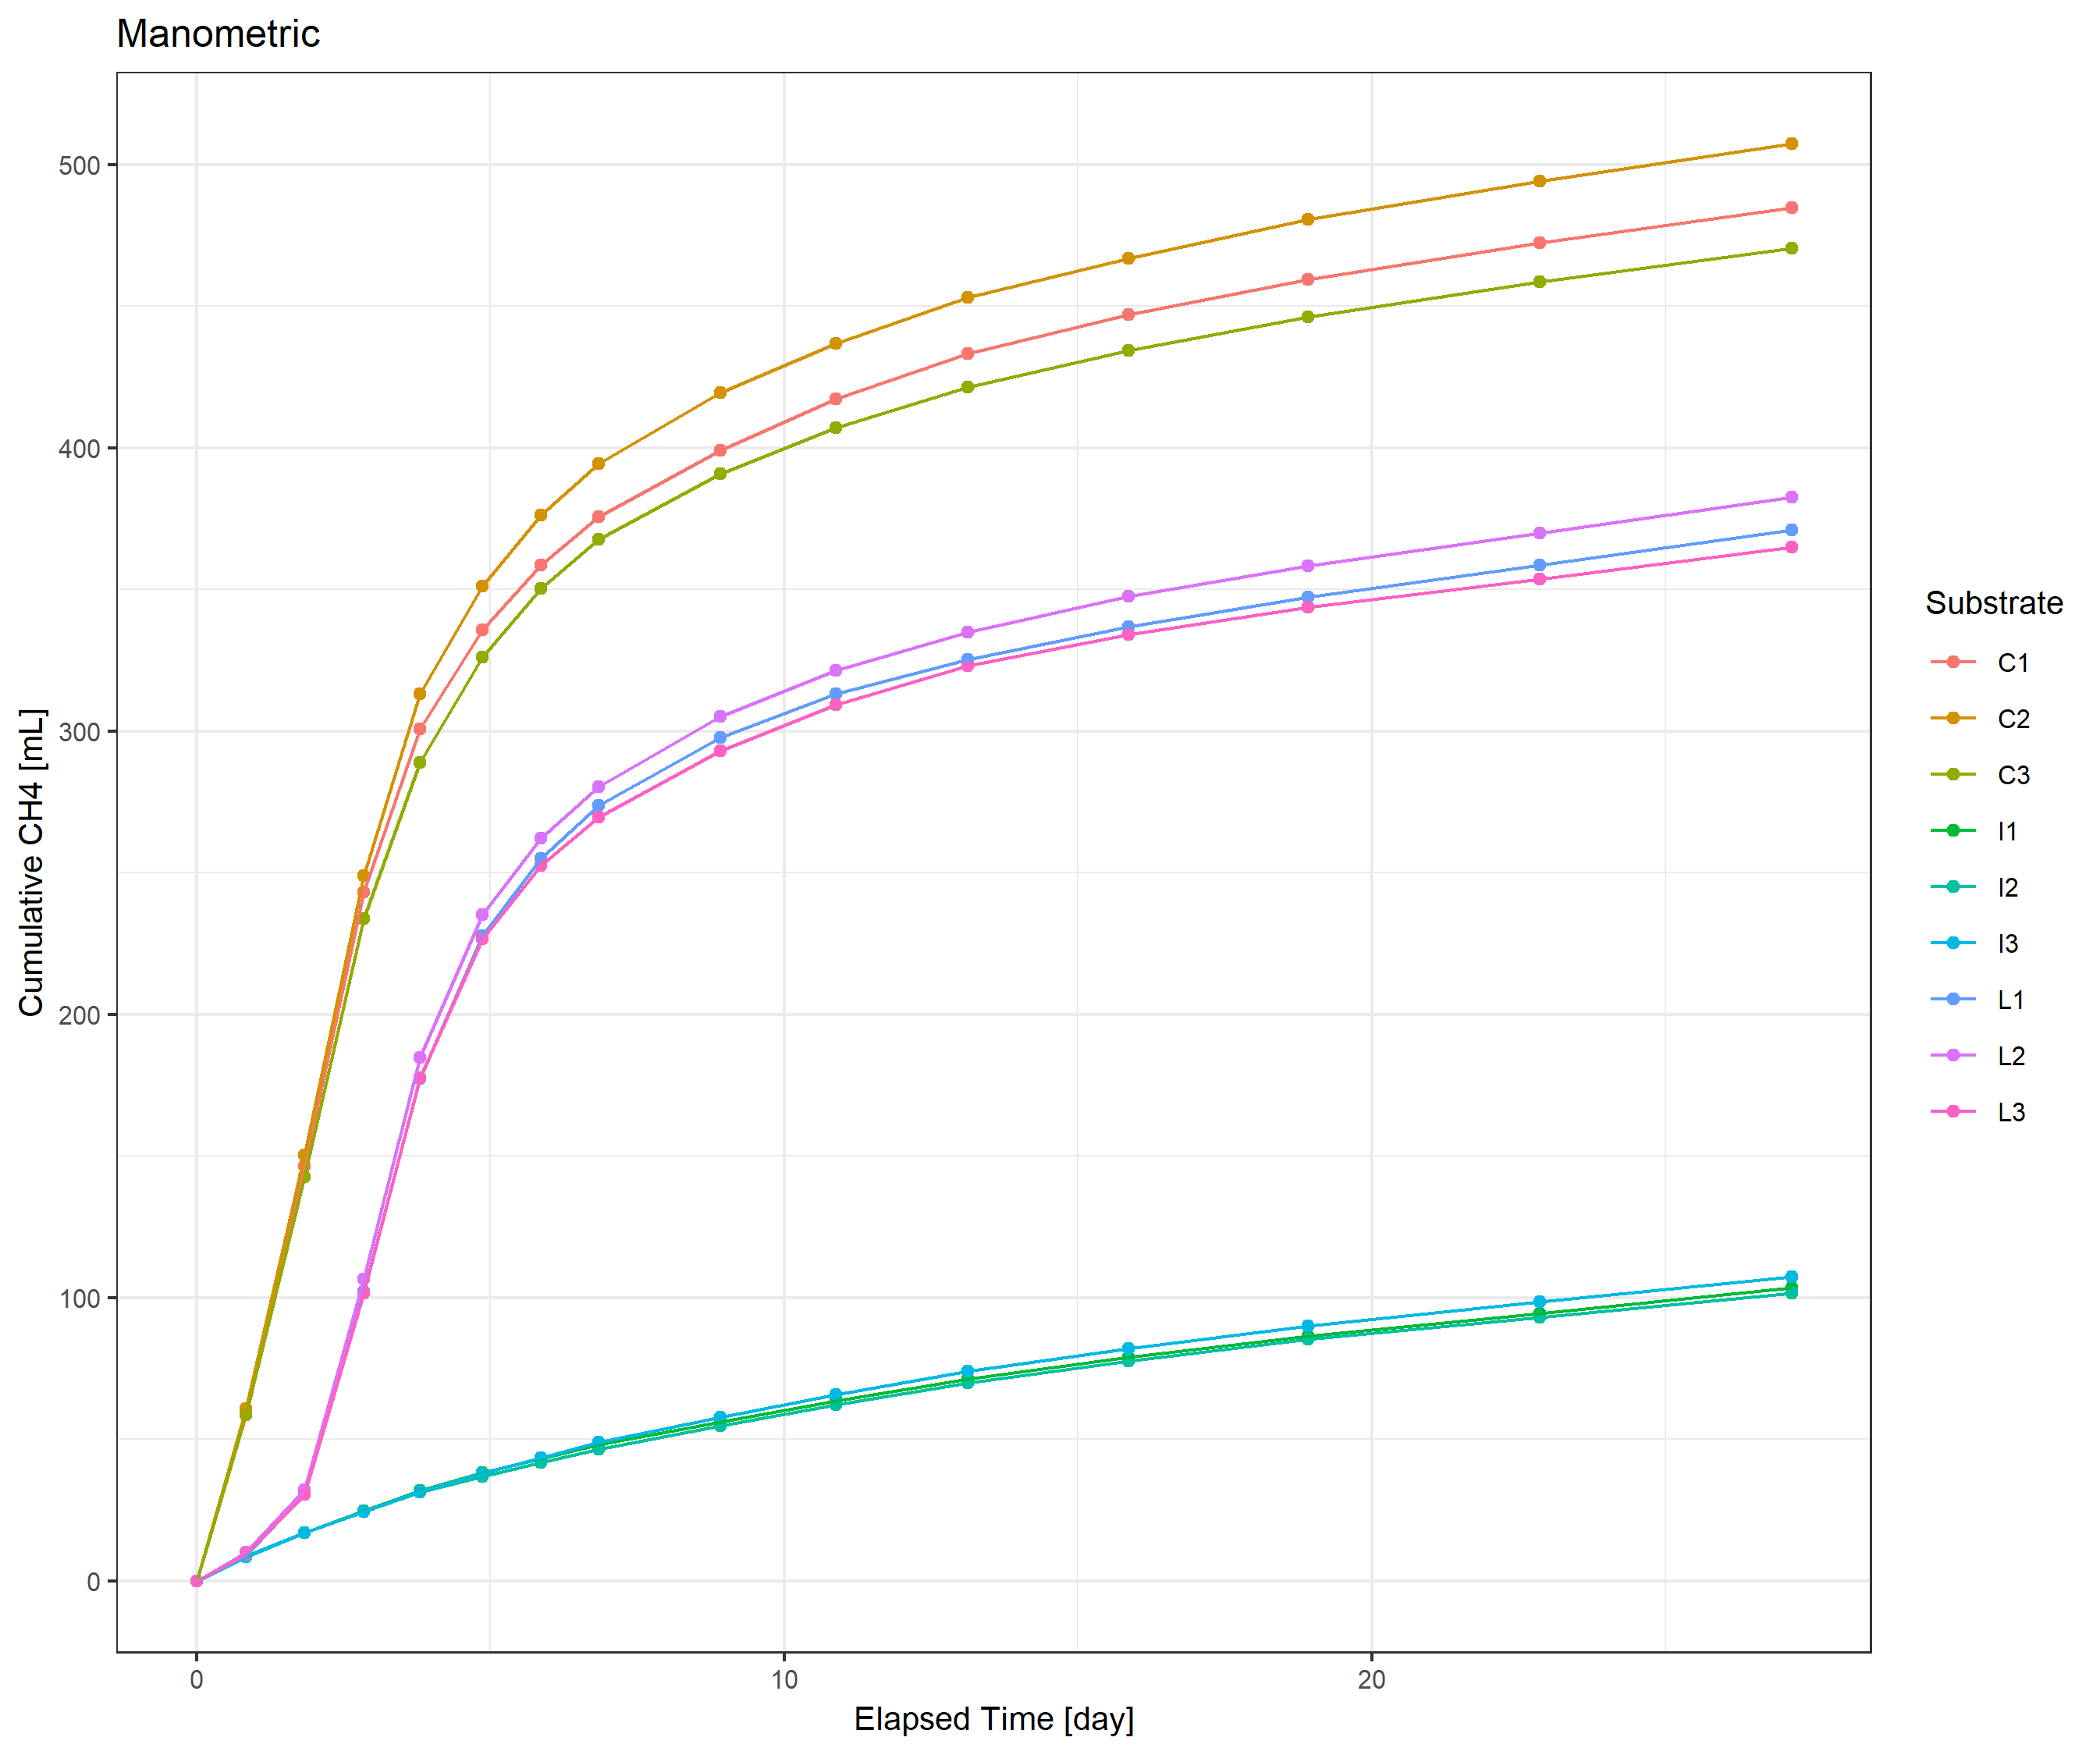 Manometric
500
400
300
200
100
0
Cumulative CH4 [mL]
0 10 20
Elapsed Time [day]
Substrate
C1
C2
C3
I1
I2
I3
L1
L2
L3